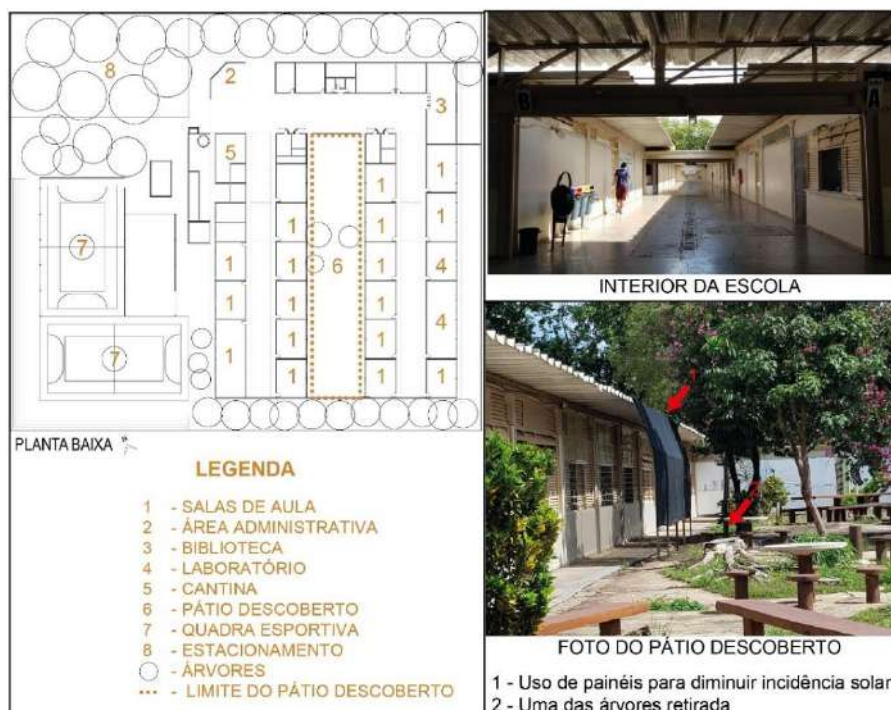 8 2
3
5
1
1
1 1 1
7
1 1 6 1 4
1 1 1
4
1 1
7 1
1 1 1
PLANTA BAIXA
LEGENDA
1 - SALAS DE AULA
2 - ÁREA ADMINISTRATIVA
3 - BIBLIOTECA
4 - LABORATÓRIO
5 - CANTINA
6 - PÁTIO DESCOBERTO
7 - QUADRA ESPORTIVA
8 - ESTACIONAMENTO
- ÁRVORES
- LIMITE DO PÁTIO DESCOBERTO
B A
INTERIOR DA ESCOLA
1
2
FOTO DO PÁTIO DESCOBERTO
1 - Uso de painéis para diminuir incidência solar
2 - Uma das árvores retirada